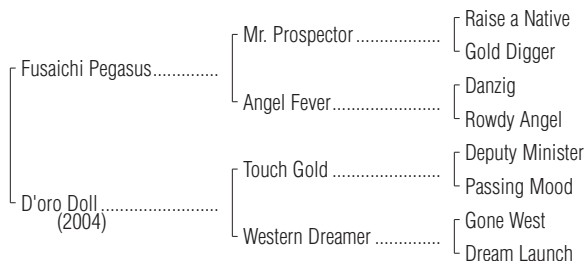 Raise a Native
Mr. Prospector ..................
Gold Digger
Fusaichi Pegasus..............
Danzig
Angel Fever.......................
Rowdy Angel
Deputy Minister
Touch Gold .......................
Passing Mood
D'oro Doll.........................
(2004)
Gone West
Western Dreamer ..............
Dream Launch